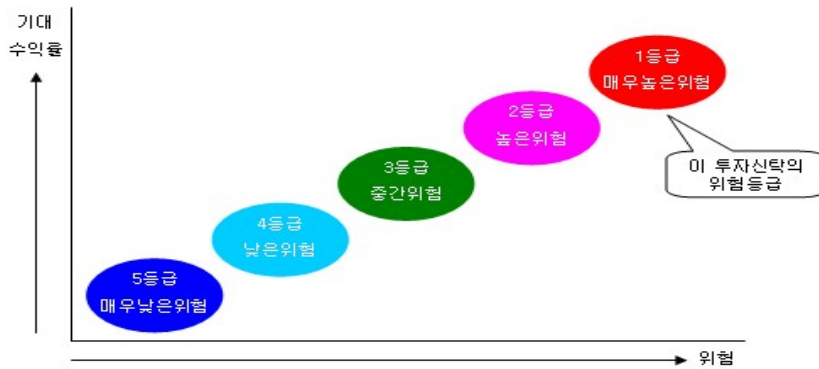 기대
수익률
1등급
매우높은위험
2등급
높은위험
이 투자신탁의
위험등급
3등급
중간위험
4등급
낮은위험
5등급
매우낮은위험
위험